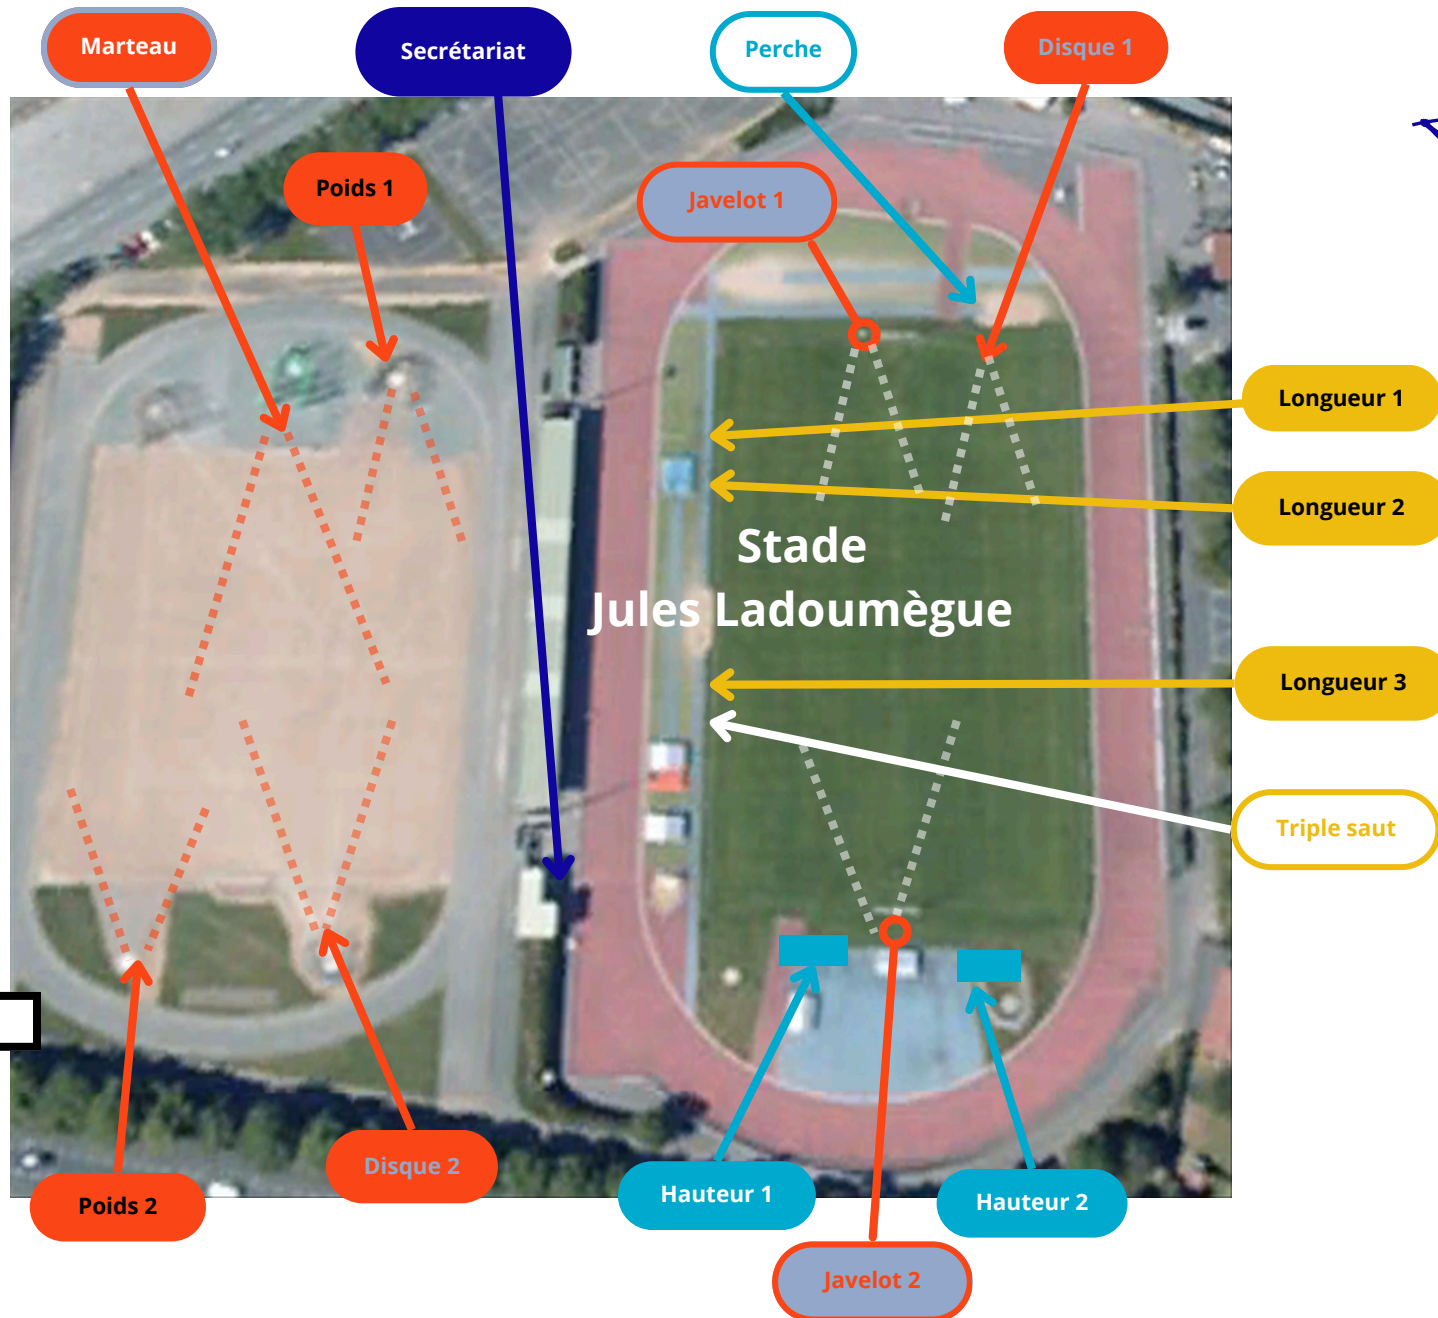 Marteau
Secrétariat
Perche
Disque 1
Poids 1
Javelot 1
Longueur 1
Longueur 2
Stade
Jules Ladoumègue
Longueur 3
Triple saut
Disque 2
Poids 2
Hauteur 1
Hauteur 2
Javelot 2